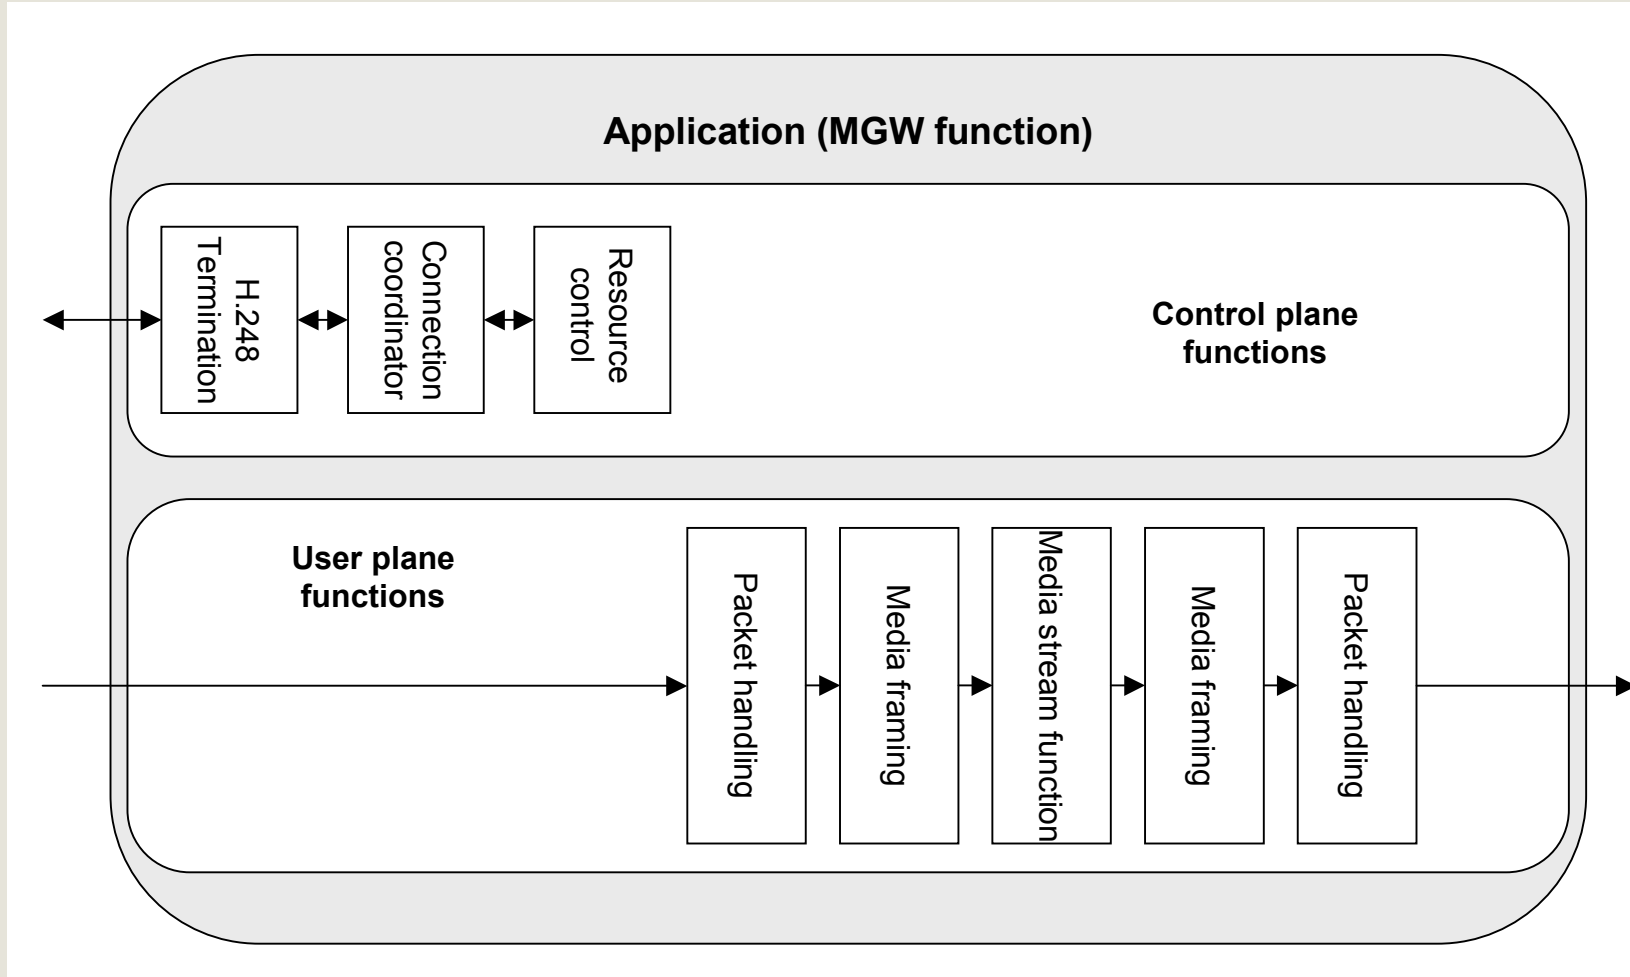 Application (MGW function)
H.248
Termination
Connection
coordinator
Resource
control
Control plane
functions
User plane
functions
Packet handling
Media framing
Media stream function
Media framing
Packet handling